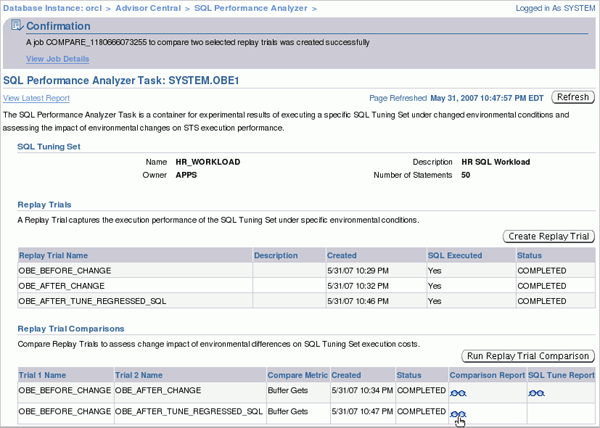 Database Instance: orcl > Advisor Central > SQL Performance Analyzer > Logged in As SYSTEM
Confirmation
A job COMPARE_1180666073255 to compare two selected replay trials was created successfully
View Job Details
SQL Performance Analyzer Task: SYSTEM.OBE1
View Latest Report Page Refreshed May 31, 2007 10:47:57 PM EDT Refresh
The SQL Performance Analyzer Task is a container for experimental results of executing a specific SQL Tuning Set under changed environmental conditions and
assessing the impact of environmental changes on STS execution performance.
SQL Tuning Set
Name HR_WORKLOAD Description HR SQL Workload
Owner APPS Number of Statements 50
Replay Trials
A Replay Trial captures the execution performance of the SQL Tuning Set under specific environmental conditions.
Create Replay Trial
Replay Trial Name Description Created SQL Executed Status
OBE_BEFORE_CHANGE 5/31/07 10:29 PM Yes COMPLETED
OBE_AFTER_CHANGE 5/31/07 10:32 PM Yes COMPLETED
OBE_AFTER_TUNE_REGRESSED_SQL 5/31/07 10:46 PM Yes COMPLETED
Replay Trial Comparisons
Compare Replay Trials to assess change impact of environmental differences on SQL Tuning Set execution costs.
Run Replay Trial Comparison
Trial 1 Name Trial 2 Name Compare Metric Created Status Comparison Report SQL Tune Report
OBE_BEFORE_CHANGE OBE_AFTER_CHANGE Buffer Gets 5/31/07 10:34 PM COMPLETED
OBE_BEFORE_CHANGE OBE_AFTER_TUNE_REGRESSED_SQL Buffer Gets 5/31/07 10:47 PM COMPLETED